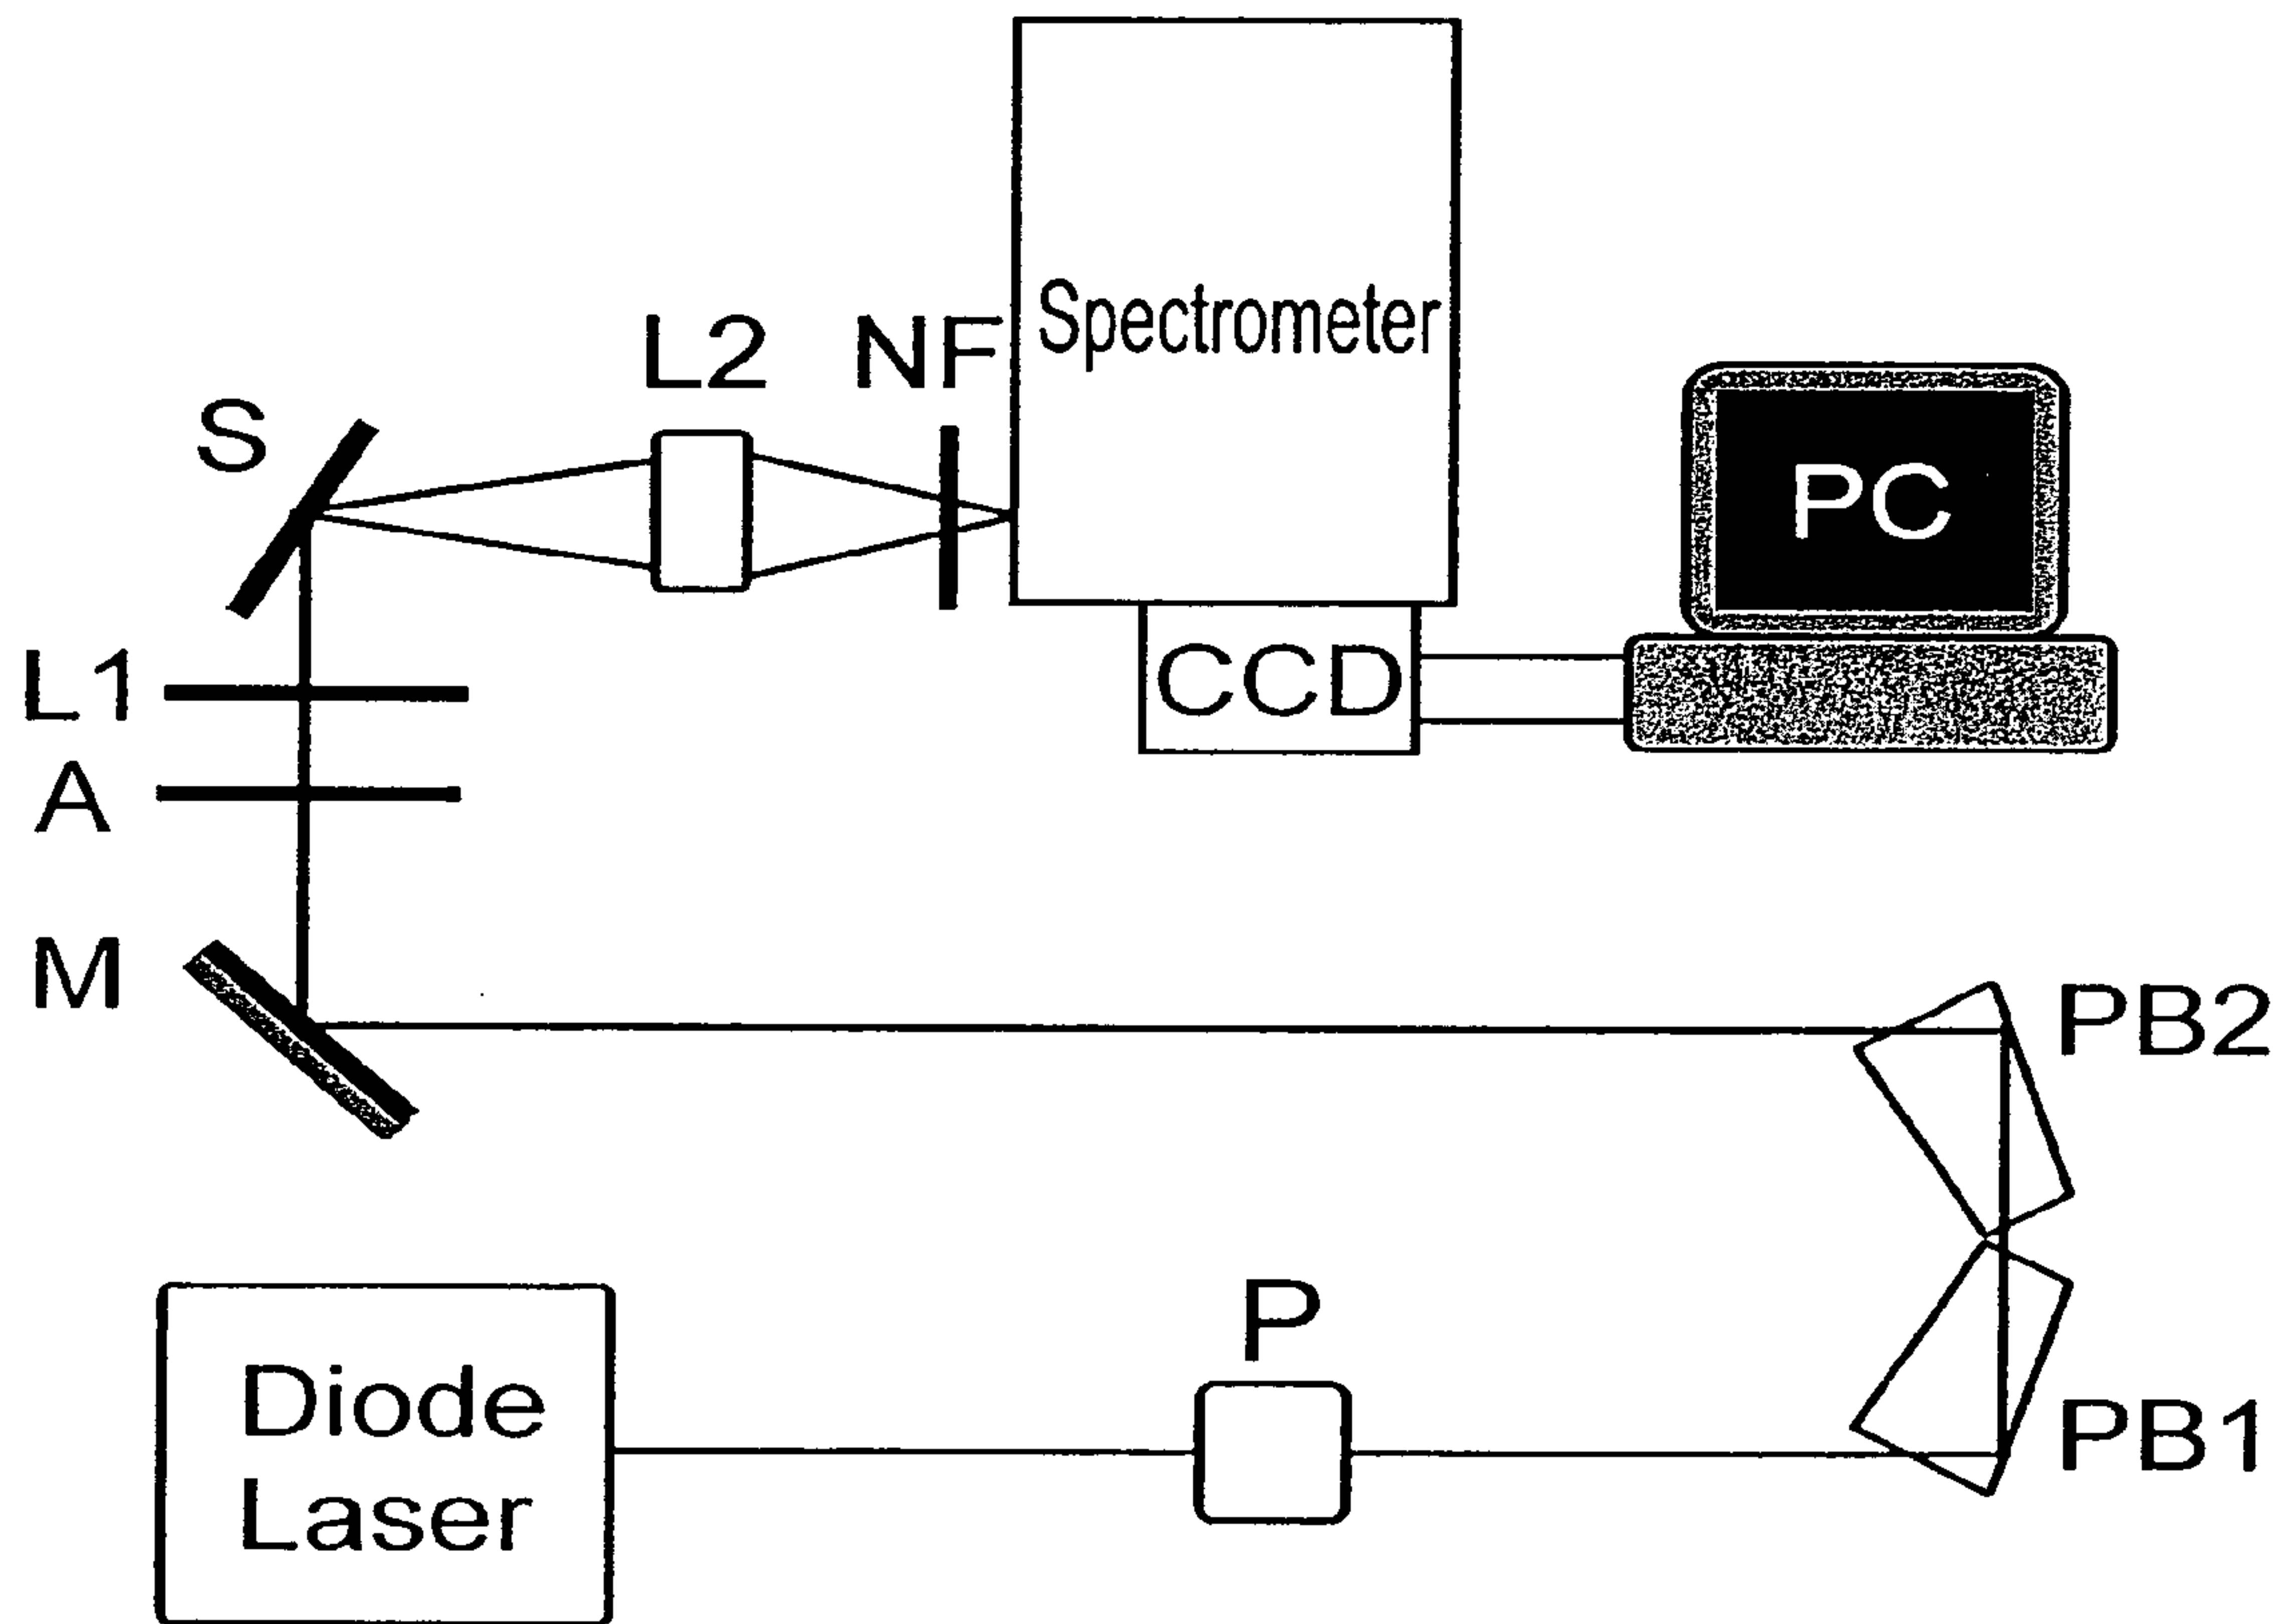 Spectrometer
L2
NF
S
PC
L1
CCD
A
M
PB2
P
Diode
Laser
PB1